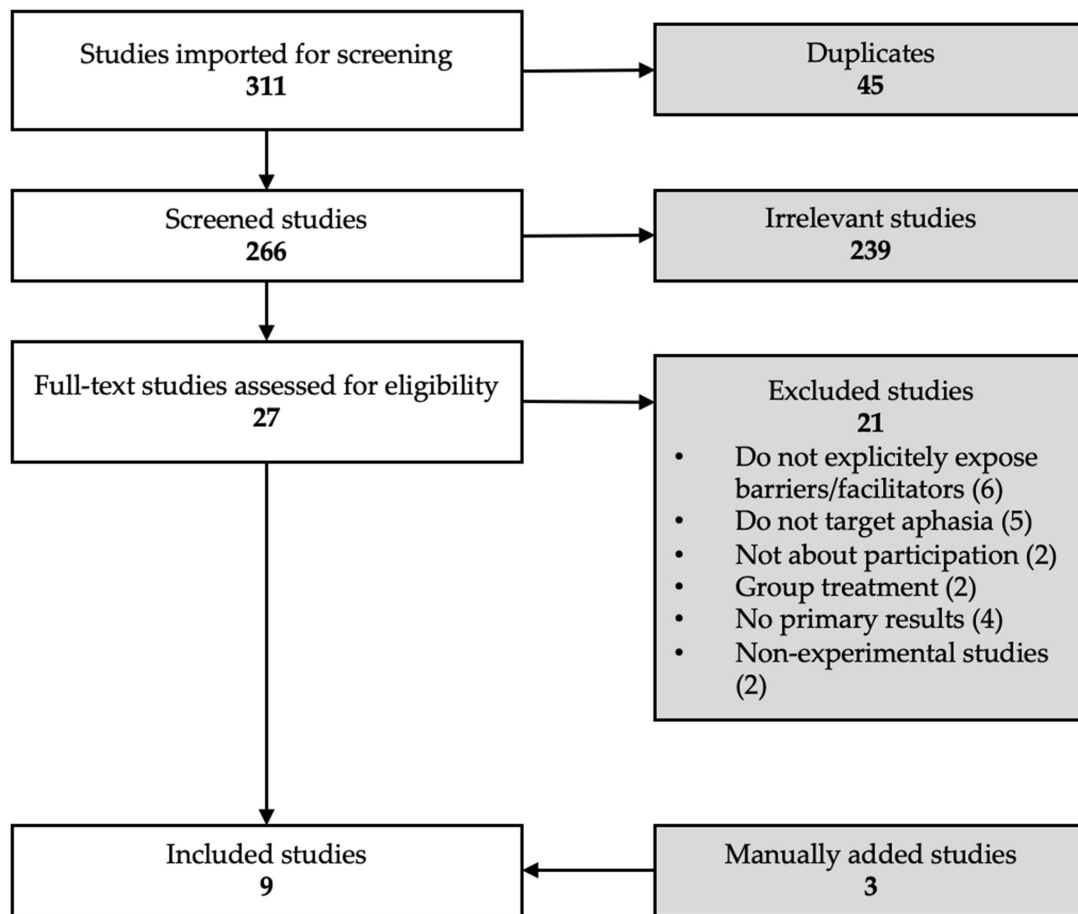 Studies imported for screening
311
Duplicates
45
Screened studies
266
Irrelevant studies
239
Full-text studies assessed for eligibility
27
Excluded studies
21
• Do not explicitely expose
barriers/facilitators (6)
• Do not target aphasia (5)
• Not about participation (2)
• Group treatment (2)
• No primary results (4)
• Non-experimental studies
(2)
Included studies
9
Manually added studies
3